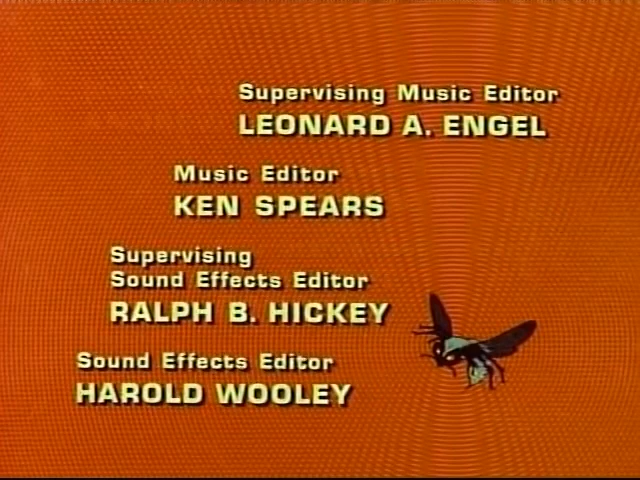 Supervising Music Editor
LEONARD A. ENGEL
Music Editor
KEN SPEARS
Supervising
Sound Effects Editor
RALPH B. HICKEY
Sound Effects Editor
HAROLD WOOLEY